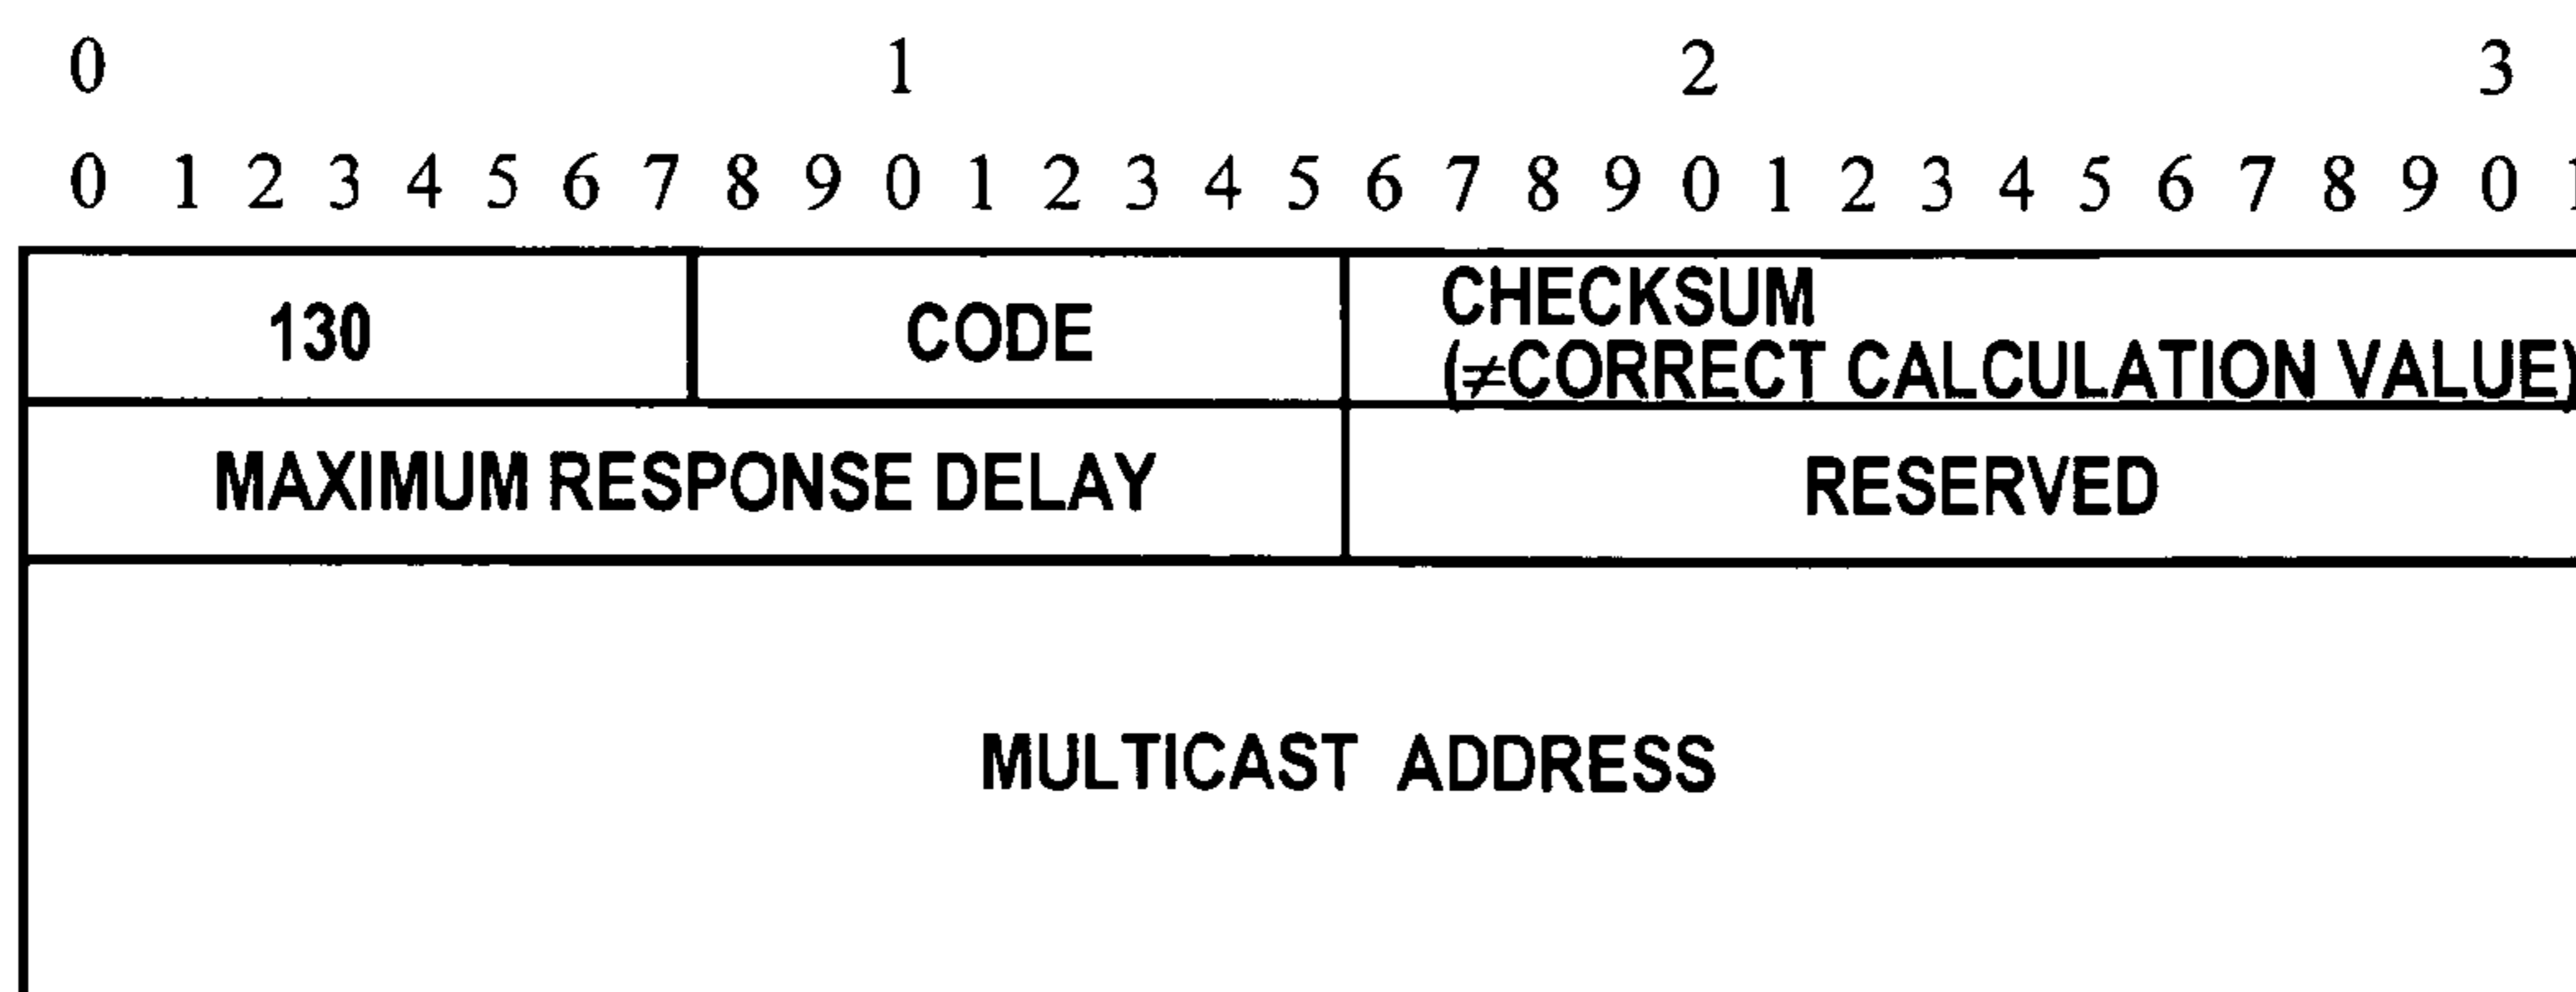 0 1 2 3
0 1 2 3 4 5 6 7 8 9 0 1 2 3 4 5 6 7 8 9 0 1 2 3 4 5 6 7 8 9 0 1
130 CODE CHECKSUM
(≠CORRECT CALCULATION VALUE)
MAXIMUM RESPONSE DELAY RESERVED
MULTICAST ADDRESS